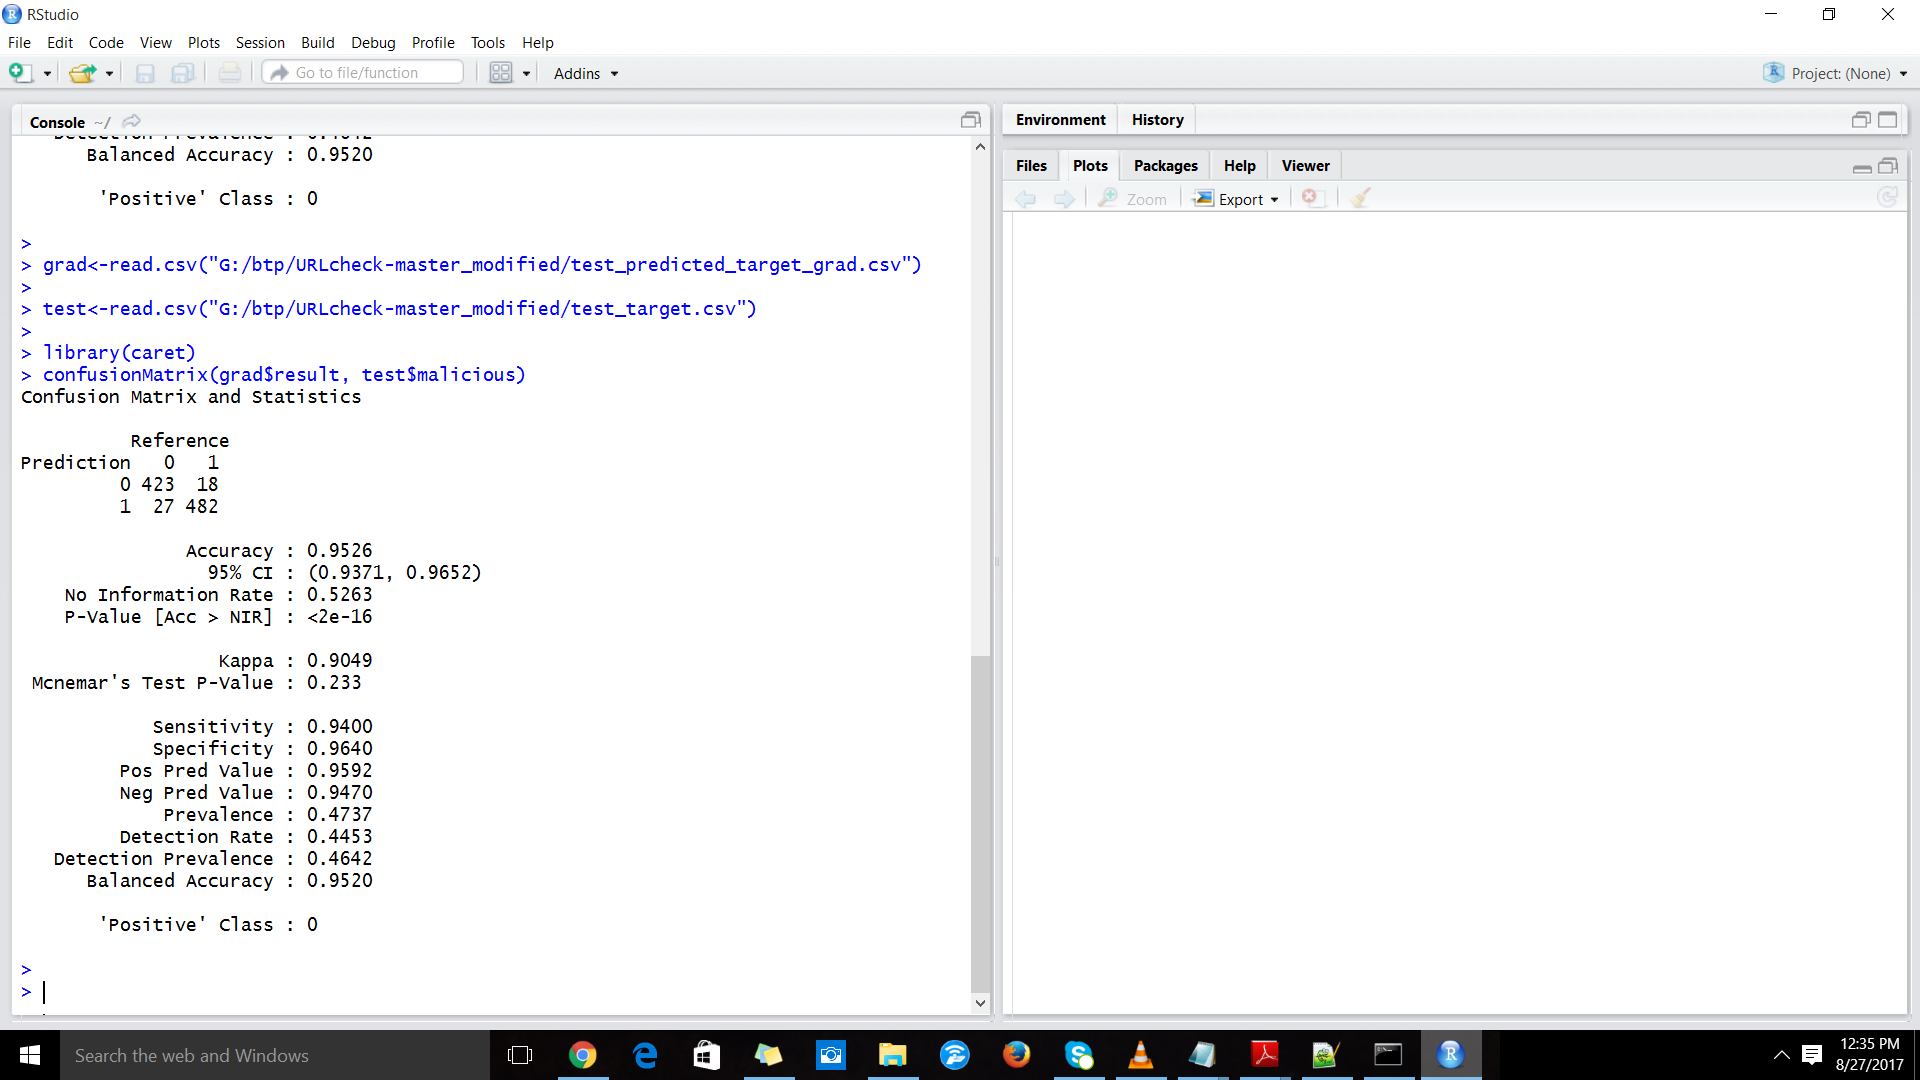 RStudio
File Edit Code View Plots Session Build Debug Profile Tools Help
Go to file/function Addins Project: (None)
Console ~/
Detection Prevalence : 0.4642
Balanced Accuracy : 0.9520
'Positive' Class : 0
>
> grad<-read.csv("G:/btp/URLcheck-master_modified/test_predicted_target_grad.csv")
>
> test<-read.csv("G:/btp/URLcheck-master_modified/test_target.csv")
>
> library(caret)
> confusionMatrix(grad$result, test$malicious)
Confusion Matrix and Statistics
Reference
Prediction 0 1
0 423 18
1 27 482
Accuracy : 0.9526
95% CI : (0.9371, 0.9652)
No Information Rate : 0.5263
P-Value [Acc > NIR] : <2e-16
Kappa : 0.9049
Mcnemar's Test P-Value : 0.233
Sensitivity : 0.9400
Specificity : 0.9640
Pos Pred Value : 0.9592
Neg Pred Value : 0.9470
Prevalence : 0.4737
Detection Rate : 0.4453
Detection Prevalence : 0.4642
Balanced Accuracy : 0.9520
'Positive' Class : 0
>
>
Environment History
Files Plots Packages Help Viewer
Zoom Export
Search the web and Windows
12:35 PM
8/27/2017